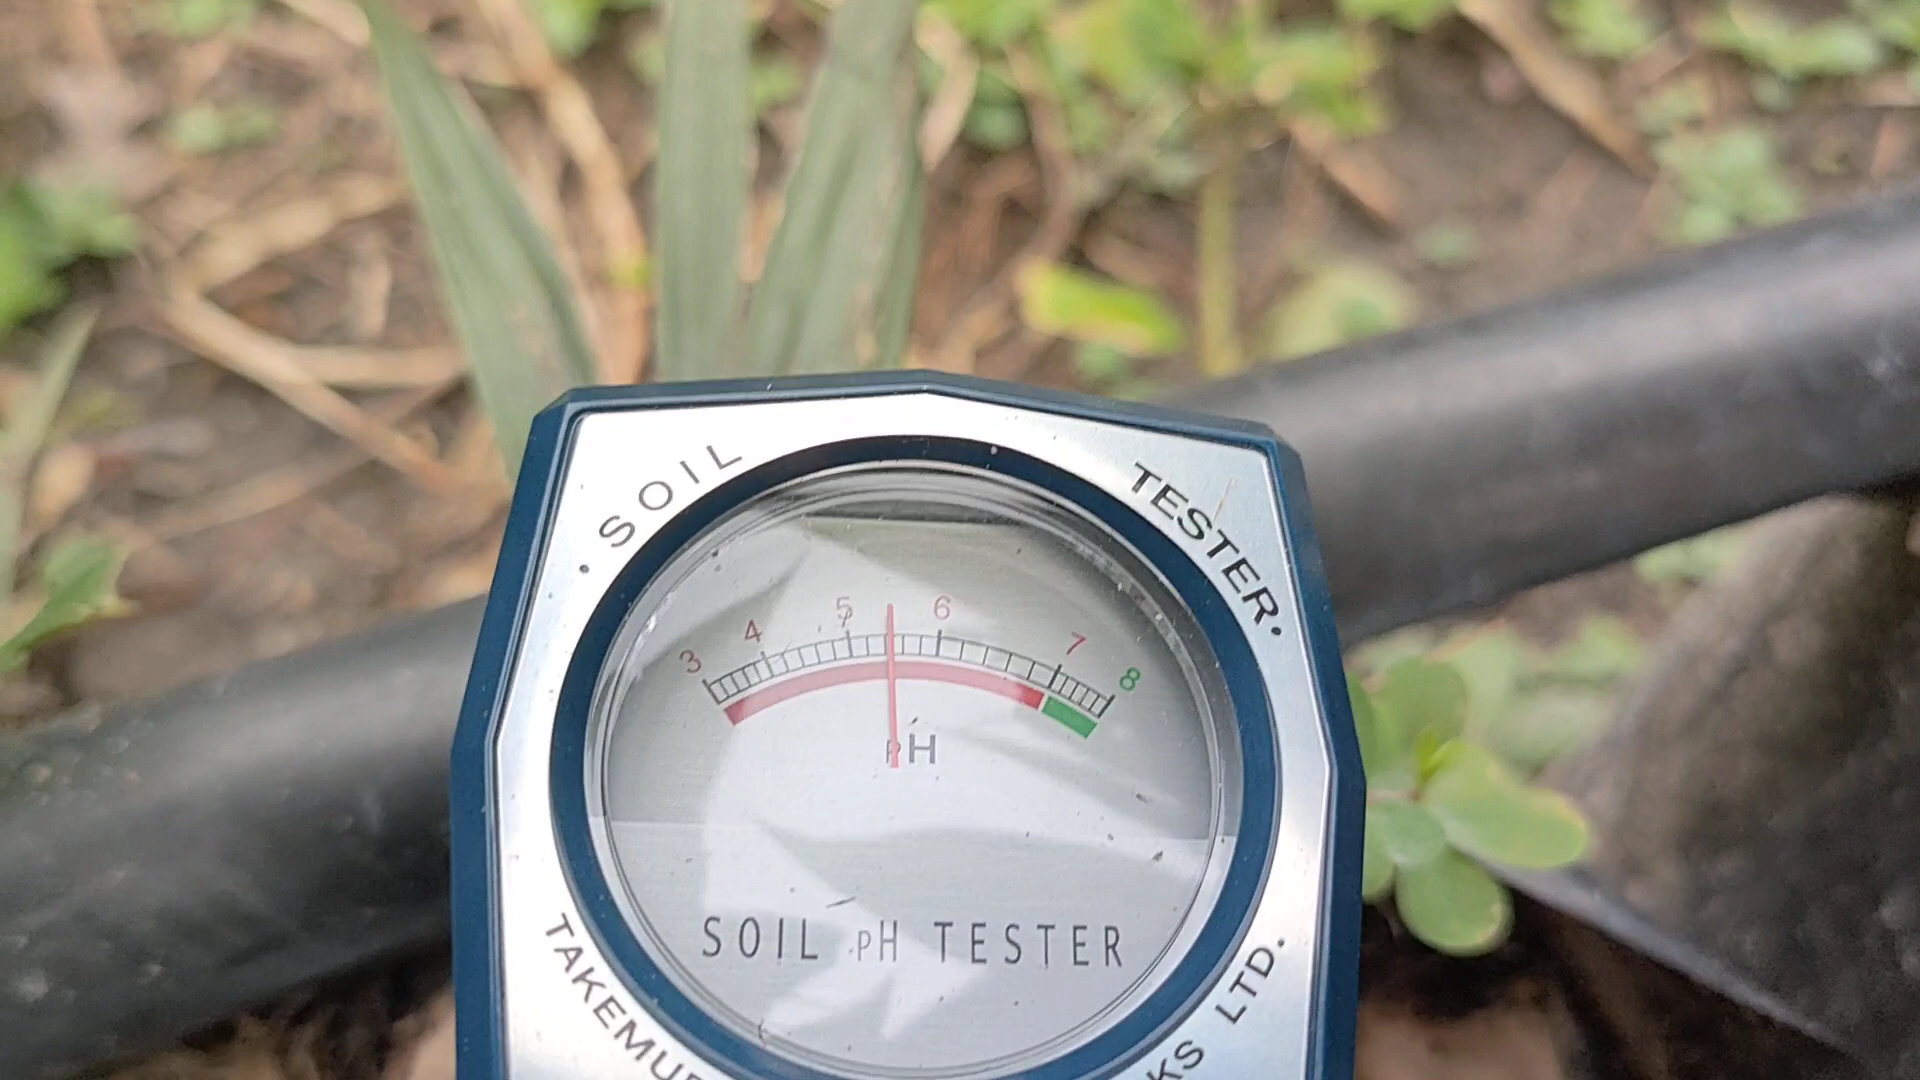 • SOIL TESTER •
3 4 5 6 7 8
pH
SOIL pH TESTER
LTD.